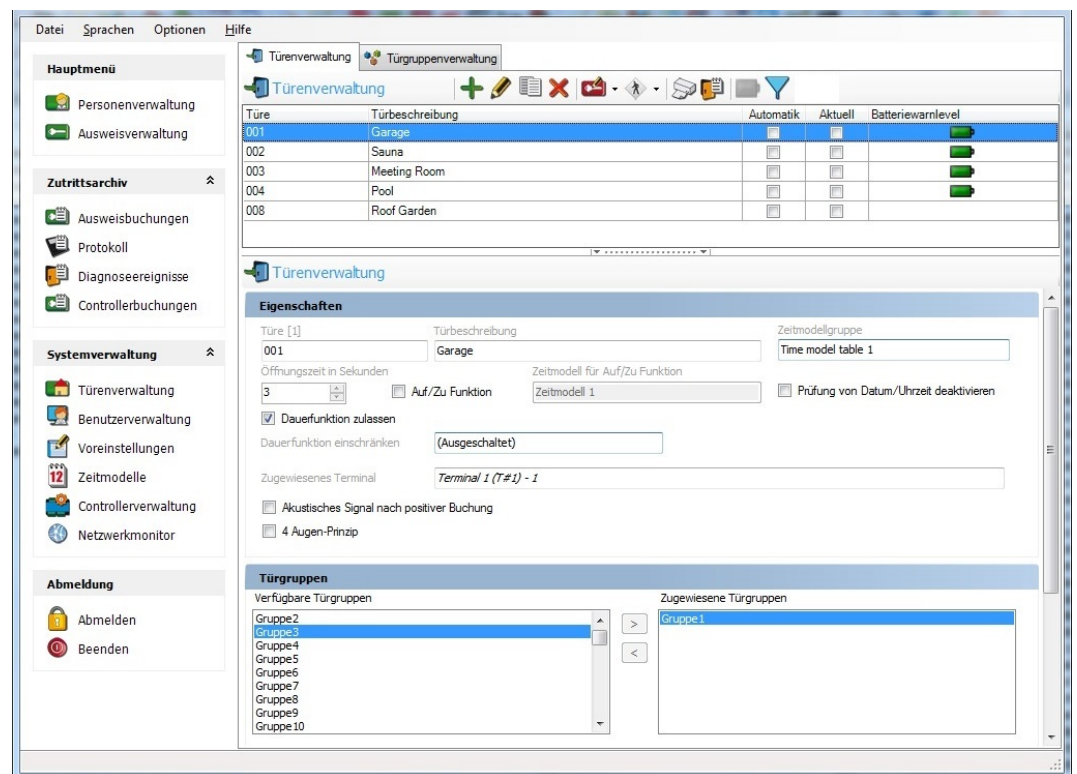 Datei Sprachen Optionen Hilfe
Hauptmenü
Personenverwaltung
Ausweisverwaltung
Zutrittsarchiv
Ausweisbuchungen
Protokoll
Diagnoseereignisse
Controllerbuchungen
Systemverwaltung
Türenverwaltung
Benutzerverwaltung
Voreinstellungen
12 Zeitmodelle
Controllerverwaltung
Netzwerkmonitor
Abmeldung
Abmelden
Beenden
Türenverwaltung Türgruppenverwaltung
Türenverwaltung
Türe Türbeschreibung Automatik Aktuell Batteriewarnlevel
001 Garage
002 Sauna
003 Meeting Room
004 Pool
008 Roof Garden
Türenverwaltung
Eigenschaften
Türe [1] Türbeschreibung Zeitmodellgruppe
001 Garage Time model table 1
Öffnungszeit in Sekunden Zeitmodell für Auf/Zu Funktion
3 Auf/Zu Funktion Zeitmodell 1 Prüfung von Datum/Uhrzeit deaktivieren
Dauerfunktion zulassen
Dauerfunktion einschränken (Ausgeschaltet)
Zugewiesenes Terminal Terminal 1 (T#1) - 1
Akustisches Signal nach positiver Buchung
4 Augen-Prinzip
Türgruppen
Verfügbare Türgruppen Zugewiesene Türgruppen
Gruppe2 > Gruppe1
Gruppe3
Gruppe4
Gruppe5 <
Gruppe6
Gruppe7
Gruppe8
Gruppe9
Gruppe10